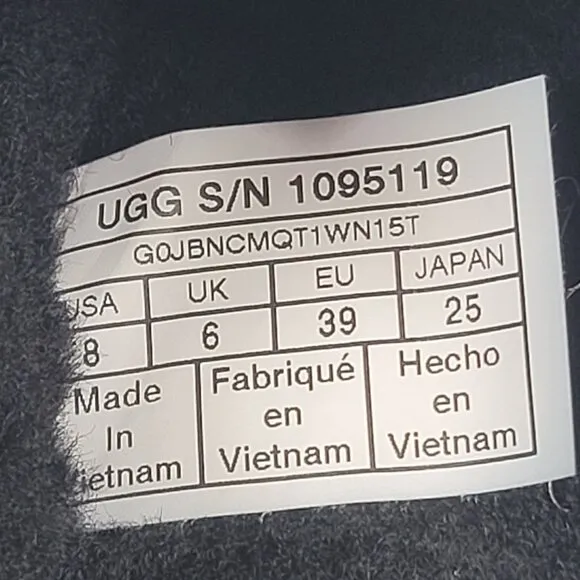 UGG S/N 1095119
G0JBNCMQT1WN15T
USA UK EU JAPAN
8 6 39 25
Made In Vietnam
Fabriqué en Vietnam
Hecho en Vietnam